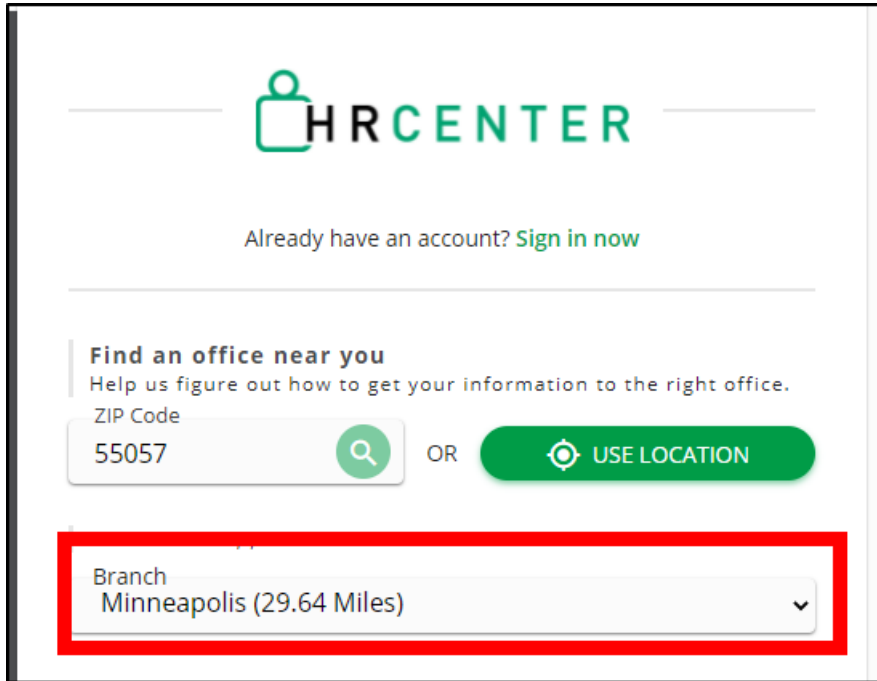 HRCENTER
Already have an account? Sign in now
Find an office near you
Help us figure out how to get your information to the right office.
ZIP Code
55057
OR
USE LOCATION
Branch
Minneapolis (29.64 Miles)